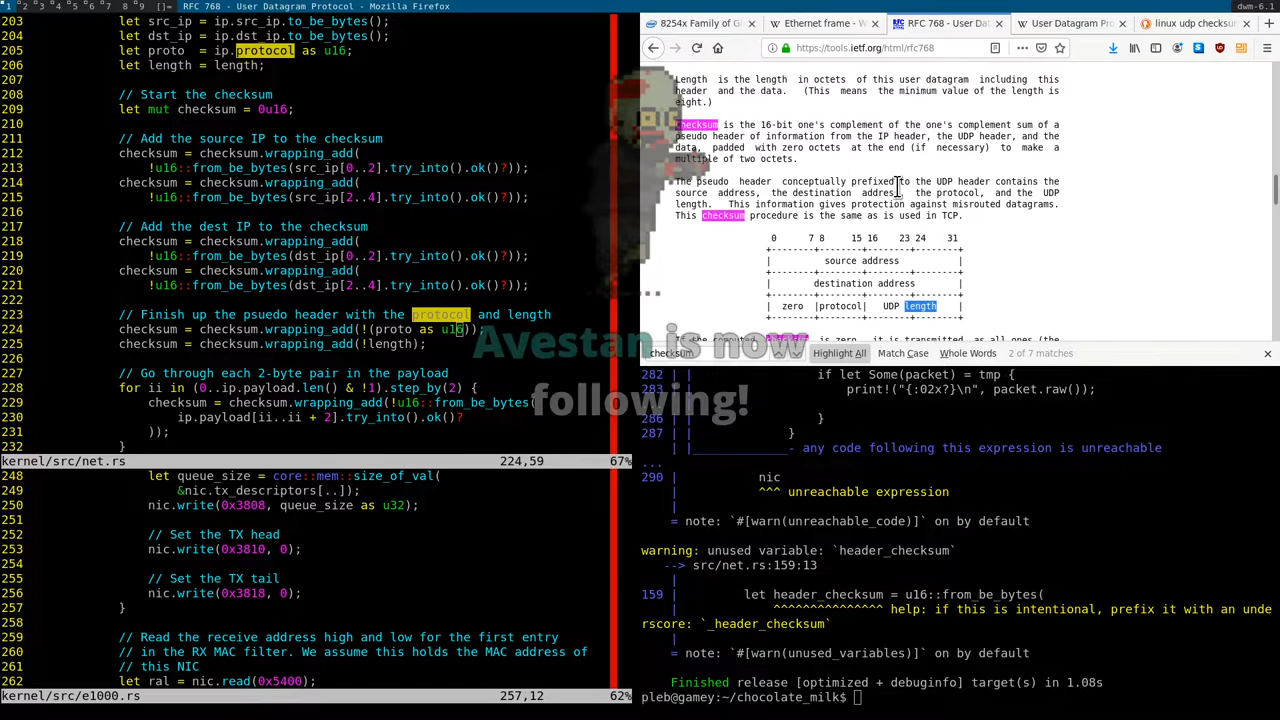 1 2 3 4 5 6 7 8 9 []= RFC 768 - User Datagram Protocol - Mozilla Firefox dwm-6.1
203 let src_ip = ip.src_ip.to_be_bytes();
204 let dst_ip = ip.dst_ip.to_be_bytes();
205 let proto  = ip.protocol as u16;
206 let length = length;
207
208 // Start the checksum
209 let mut checksum = 0u16;
210
211 // Add the source IP to the checksum
212 checksum = checksum.wrapping_add(
213 !u16::from_be_bytes(src_ip[0..2].try_into().ok()?));
214 checksum = checksum.wrapping_add(
215 !u16::from_be_bytes(src_ip[2..4].try_into().ok()?));
216
217 // Add the dest IP to the checksum
218 checksum = checksum.wrapping_add(
219 !u16::from_be_bytes(dst_ip[0..2].try_into().ok()?));
220 checksum = checksum.wrapping_add(
221 !u16::from_be_bytes(dst_ip[2..4].try_into().ok()?));
222
223 // Finish up the psuedo header with the protocol and length
224 checksum = checksum.wrapping_add(!(proto as u16));
225 checksum = checksum.wrapping_add(!length);
226
227 // Go through each 2-byte pair in the payload
228 for ii in (0..ip.payload.len() & !1).step_by(2) {
229 checksum = checksum.wrapping_add(!u16::from_be_bytes(
230 ip.payload[ii..ii + 2].try_into().ok()?
231 ));
232 }
kernel/src/net.rs 224,59 67%
248 let queue_size = core::mem::size_of_val(
249 &nic.tx_descriptors[..]);
250 nic.write(0x3808, queue_size as u32);
251
252 // Set the TX head
253 nic.write(0x3810, 0);
254
255 // Set the TX tail
256 nic.write(0x3818, 0);
257 }
258
259 // Read the receive address high and low for the first entry
260 // in the RX MAC filter. We assume this holds the MAC address of
261 // this NIC
262 let ral = nic.read(0x5400);
kernel/src/e1000.rs 257,12 62%
8254x Family of Gi
Ethernet frame - W
RFC 768 - User Dat
User Datagram Pro
linux udp checksum
https://tools.ietf.org/html/rfc768
Length is the length in octets of this user datagram including this
header and the data. (This means the minimum value of the length is
eight.)
Checksum is the 16-bit one's complement of the one's complement sum of a
pseudo header of information from the IP header, the UDP header, and the
data, padded with zero octets at the end (if necessary) to make a
multiple of two octets.
The pseudo header conceptually prefixed to the UDP header contains the
source address, the destination address, the protocol, and the UDP
length. This information gives protection against misrouted datagrams.
This checksum procedure is the same as is used in TCP.
0 7 8 15 16 23 24 31
+--------+--------+--------+--------+
| source address |
+--------+--------+--------+--------+
| destination address |
+--------+--------+--------+--------+
| zero |protocol| UDP length |
+--------+--------+--------+--------+
checksum Highlight All Match Case Whole Words 2 of 7 matches
Avestan is now
following!
282 | | if let Some(packet) = tmp {
283 | | print!("{:02x?}\n", packet.raw());
286 | | }
287 | | }
| |_____________- any code following this expression is unreachable
...
290 | nic
| ^^^ unreachable expression
|
= note: `#[warn(unreachable_code)]` on by default
warning: unused variable: `header_checksum`
--> src/net.rs:159:13
|
159 | let header_checksum = u16::from_be_bytes(
| ^^^^^^^^^^^^^^^ help: if this is intentional, prefix it with an unde
rscore: `_header_checksum`
|
= note: `#[warn(unused_variables)]` on by default
Finished release [optimized + debuginfo] target(s) in 1.08s
pleb@gamey:~/chocolate_milk$